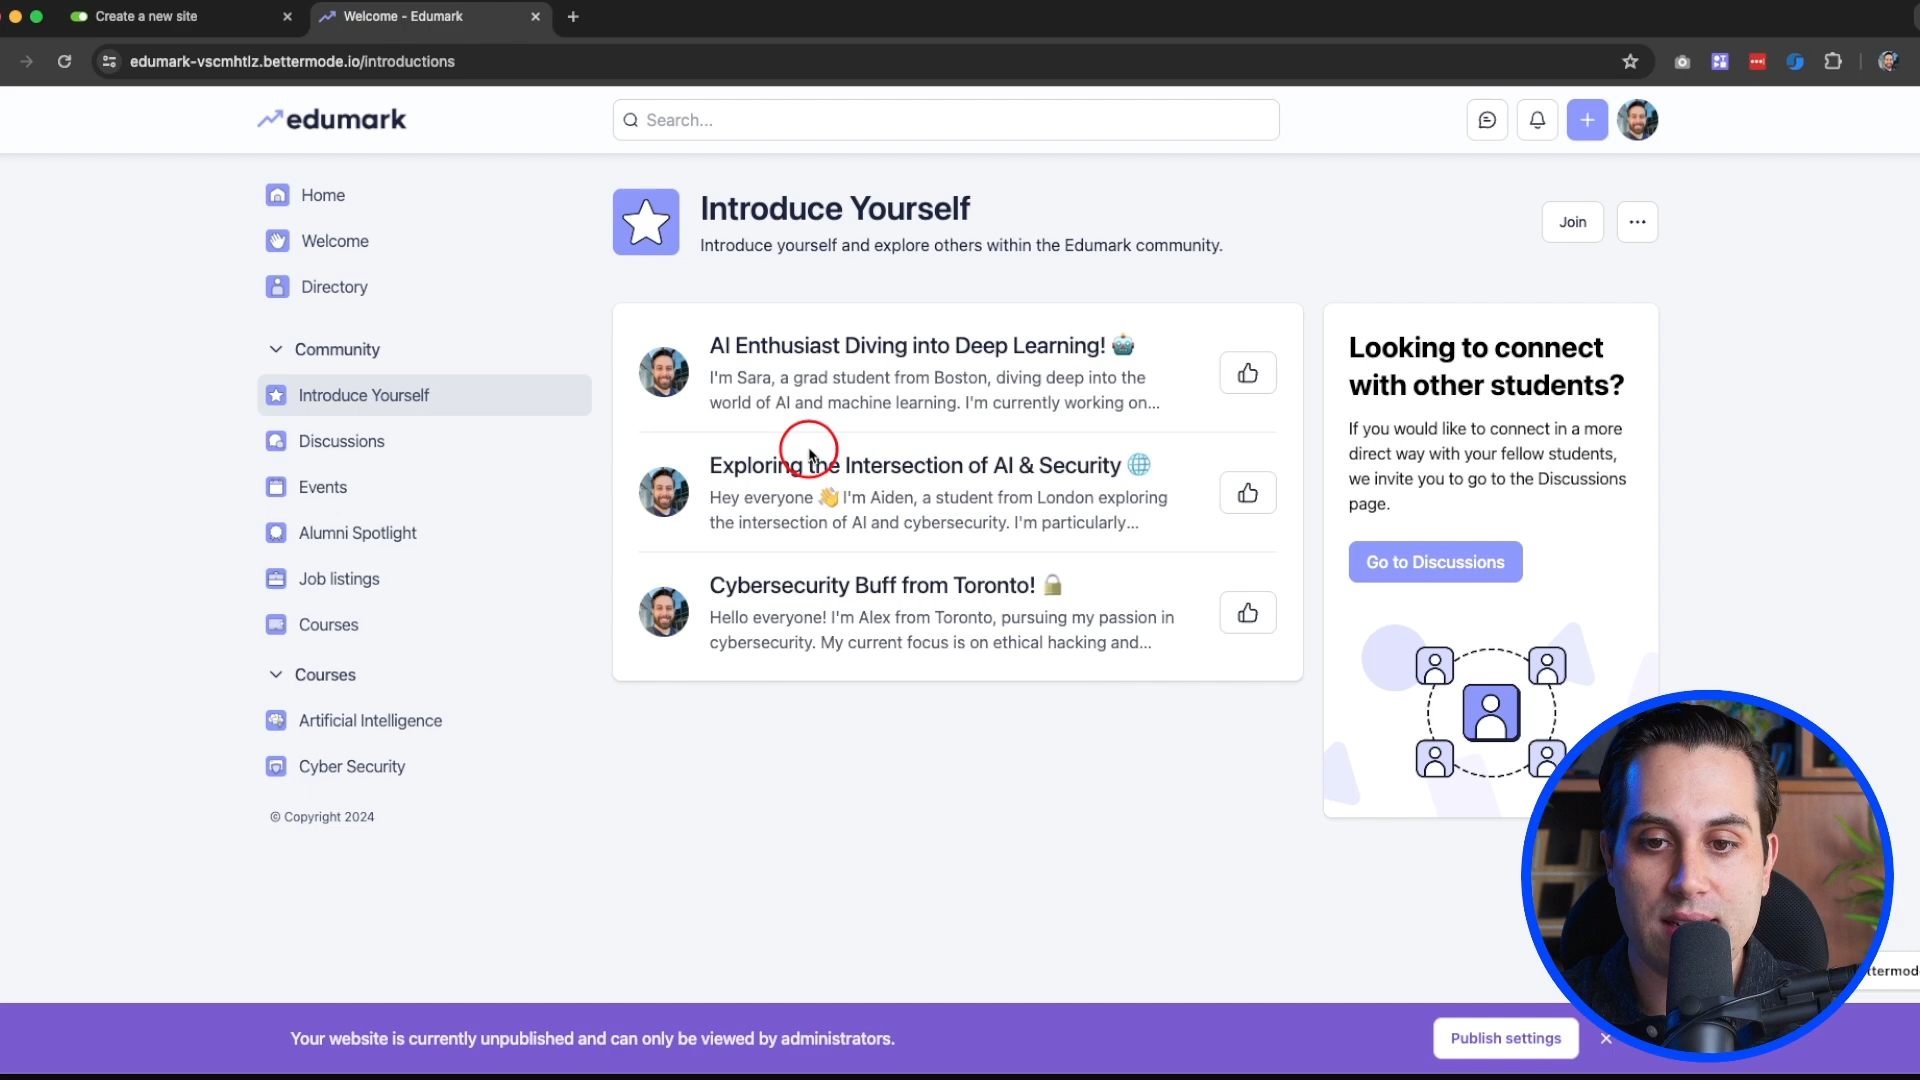 Create a new site
Welcome - Edumark
edumark-vscmhtlz.bettermode.io/introductions
edumark
Search...
Home
Welcome
Directory
Community
Introduce Yourself
Discussions
Events
Alumni Spotlight
Job listings
Courses
Courses
Artificial Intelligence
Cyber Security
© Copyright 2024
Introduce Yourself
Introduce yourself and explore others within the Edumark community.
Join
AI Enthusiast Diving into Deep Learning! 🤖
I'm Sara, a grad student from Boston, diving deep into the
world of AI and machine learning. I'm currently working on...
Exploring the Intersection of AI & Security 🌐
Hey everyone 👋 I'm Aiden, a student from London exploring
the intersection of AI and cybersecurity. I'm particularly...
Cybersecurity Buff from Toronto! 🔒
Hello everyone! I'm Alex from Toronto, pursuing my passion in
cybersecurity. My current focus is on ethical hacking and...
Looking to connect
with other students?
If you would like to connect in a more
direct way with your fellow students,
we invite you to go to the Discussions
page.
Go to Discussions
Your website is currently unpublished and can only be viewed by administrators.
Publish settings